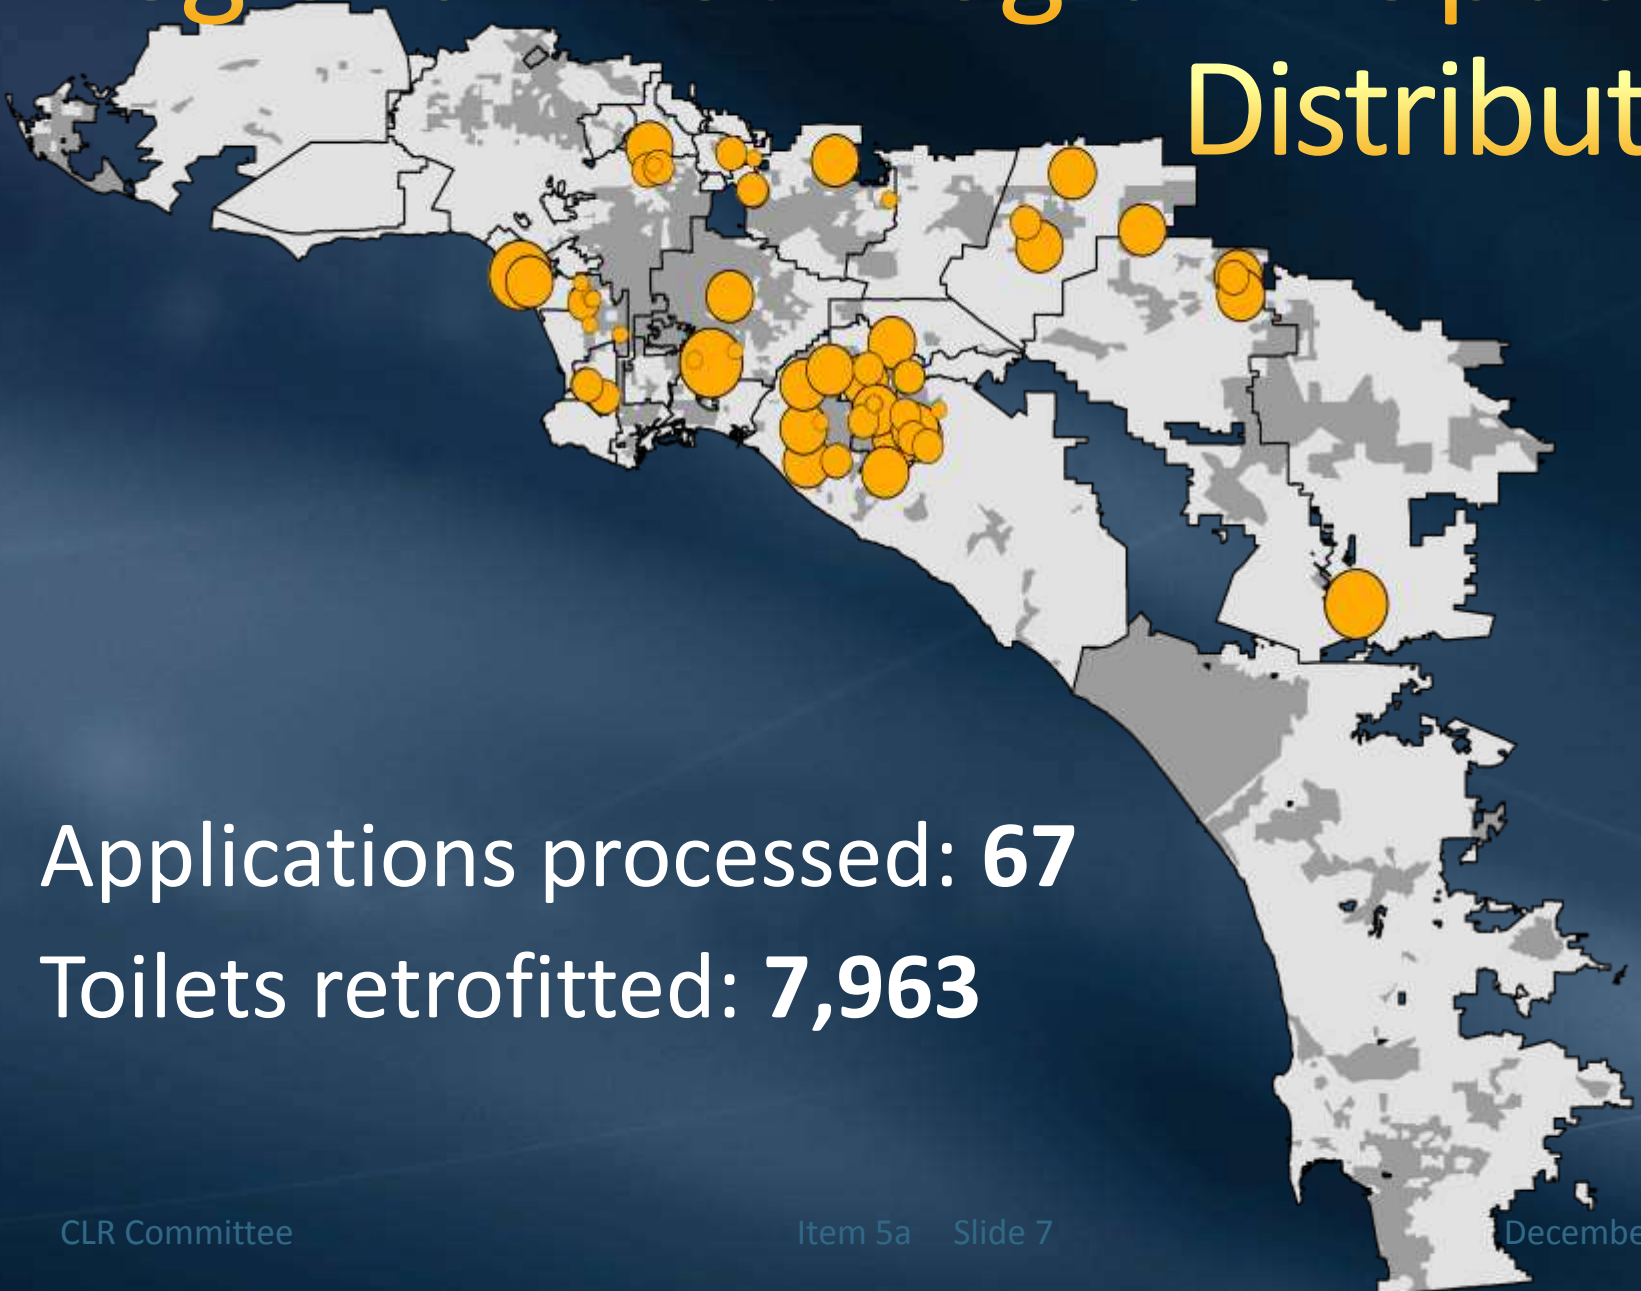 Distribut
Applications processed: 67
Toilets retrofitted: 7,963
CLR Committee
Item 5a Slide 7
Decembe